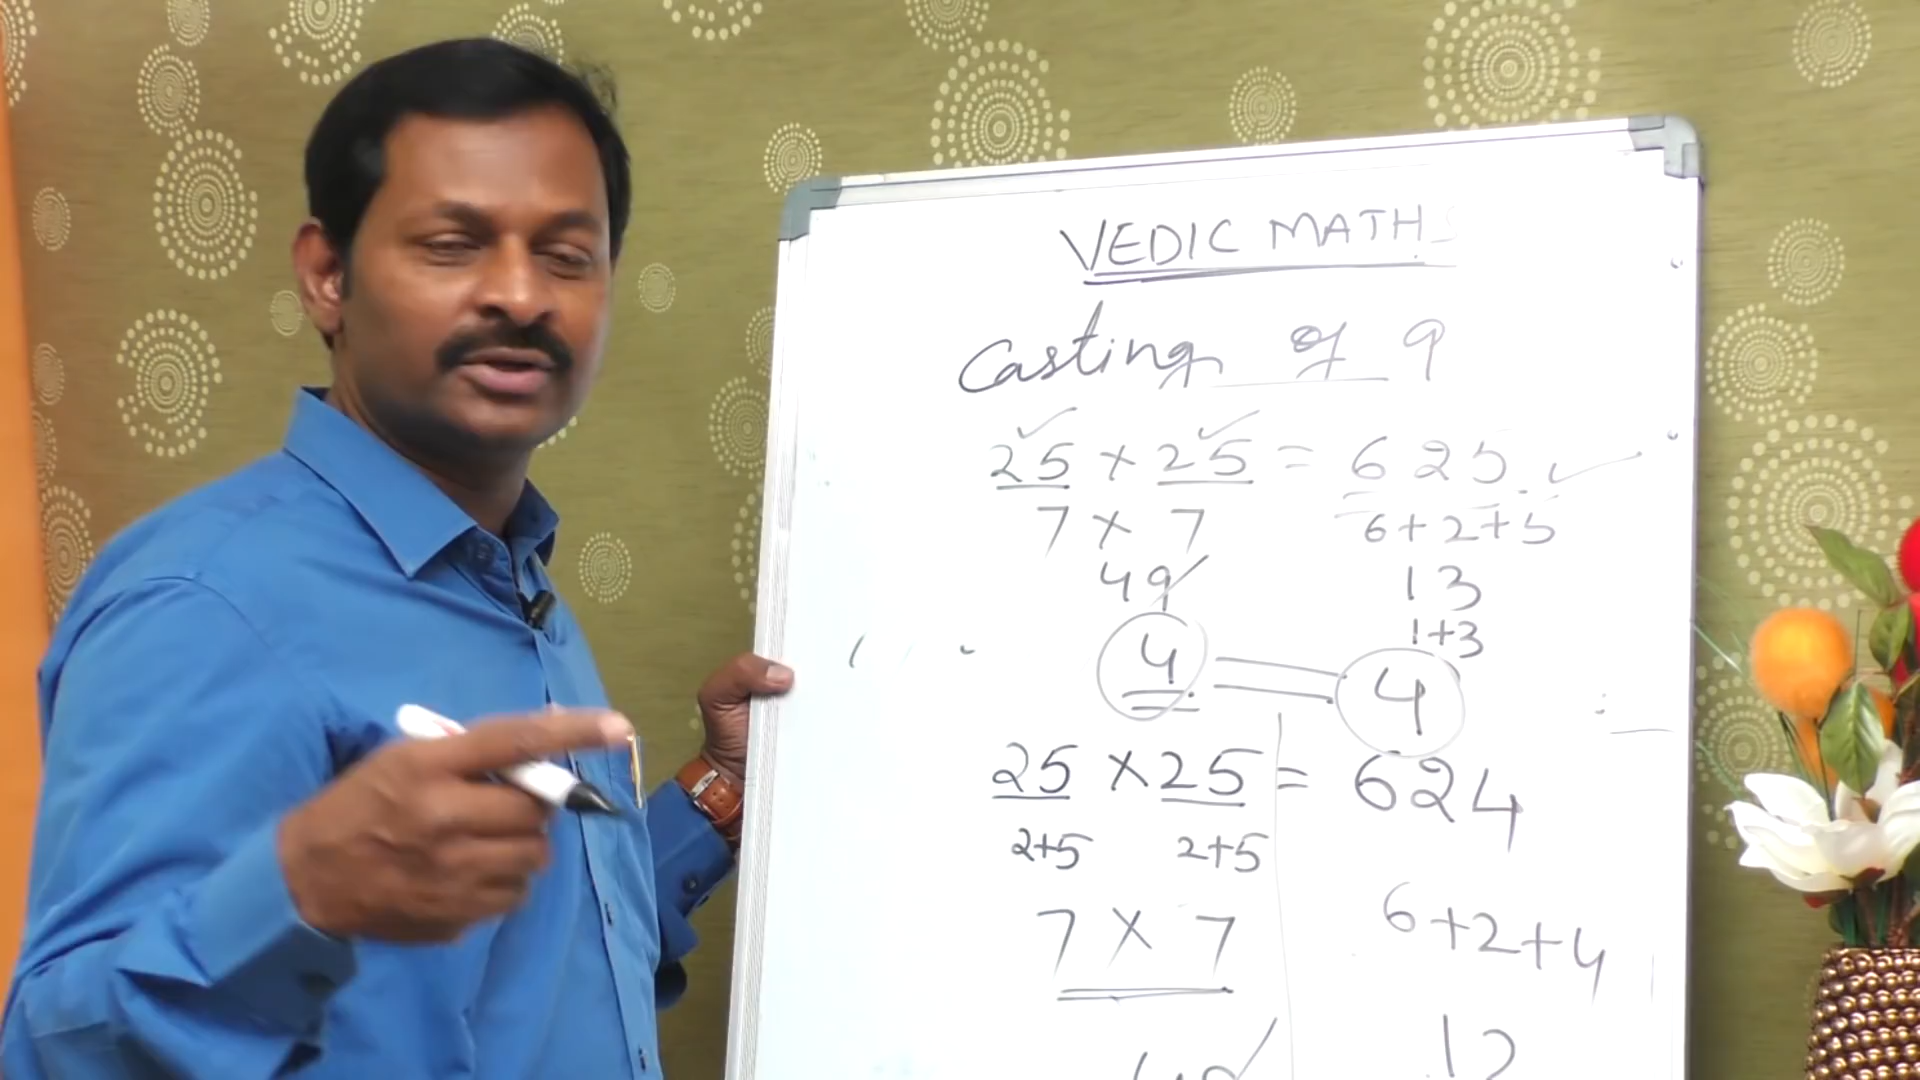 VEDIC MATHS
Casting of 9
25 × 25 = 625
7 × 7 6+2+5
49 13
1+3
4 = 4
25 × 25 = 624
2+5 2+5
7 × 7 6+2+4
49 12